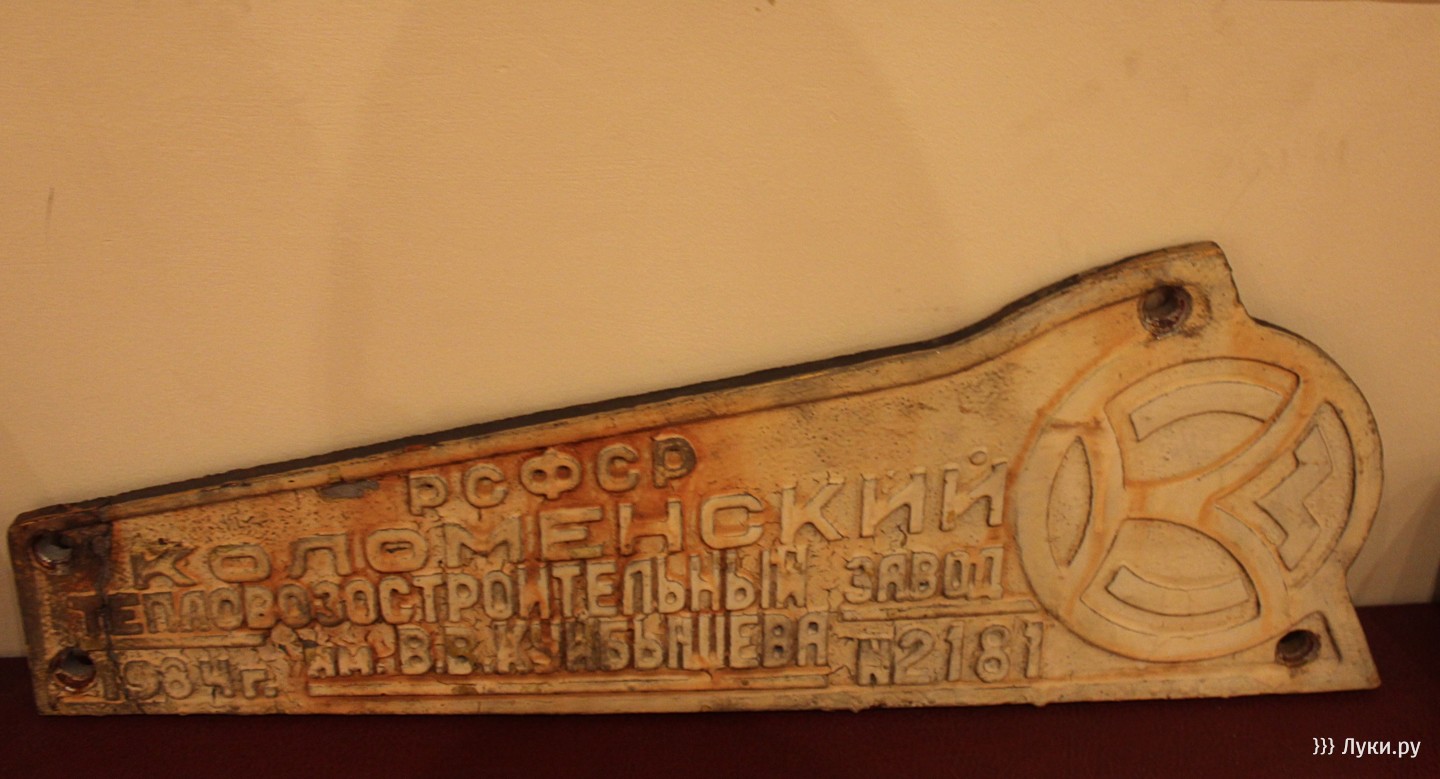 РСФСР
КОЛОМЕНСКИЙ
ТЕПЛОВОЗОСТРОИТЕЛЬНЫЙ ЗАВОД
1984г. им. В.В.КУЙБЫШЕВА №2181
}}} Луки.ру